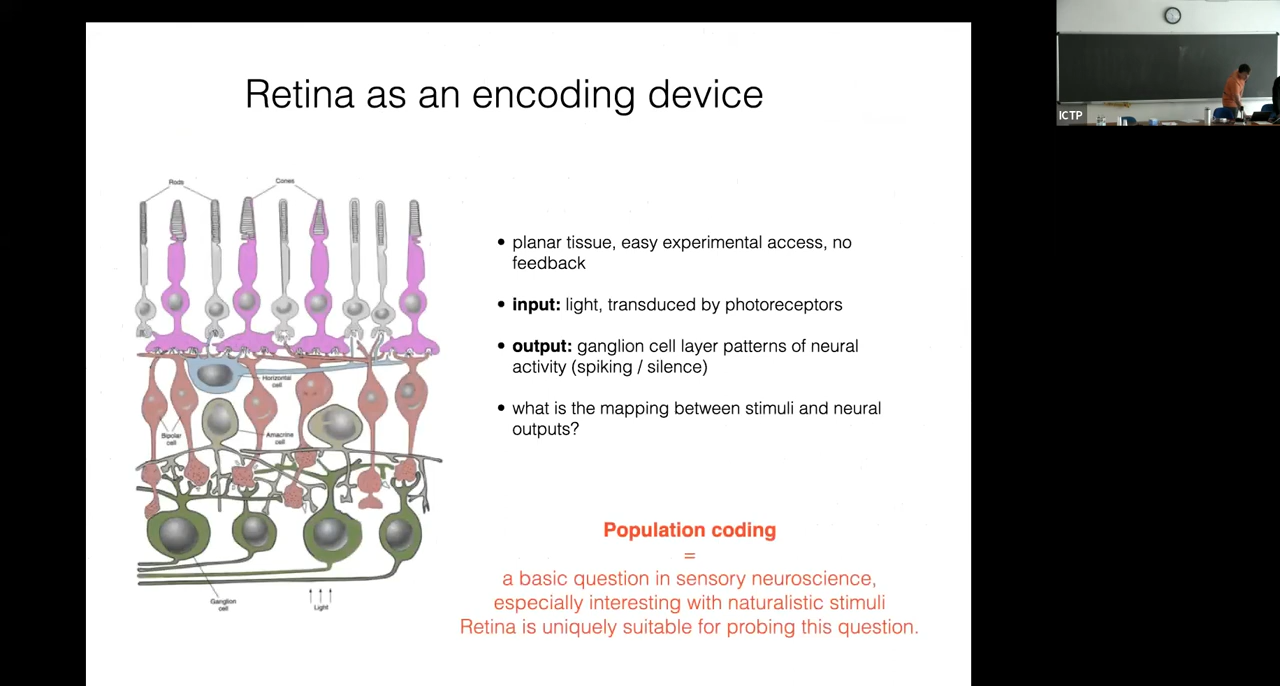 Retina as an encoding device
Rods
Cones
Horizontal
cell
Bipolar
cell
Amacrine
cell
Ganglion
cell
Light
• planar tissue, easy experimental access, no
feedback
• input: light, transduced by photoreceptors
• output: ganglion cell layer patterns of neural
activity (spiking / silence)
• what is the mapping between stimuli and neural
outputs?
Population coding
=
a basic question in sensory neuroscience,
especially interesting with naturalistic stimuli
Retina is uniquely suitable for probing this question.
ICTP